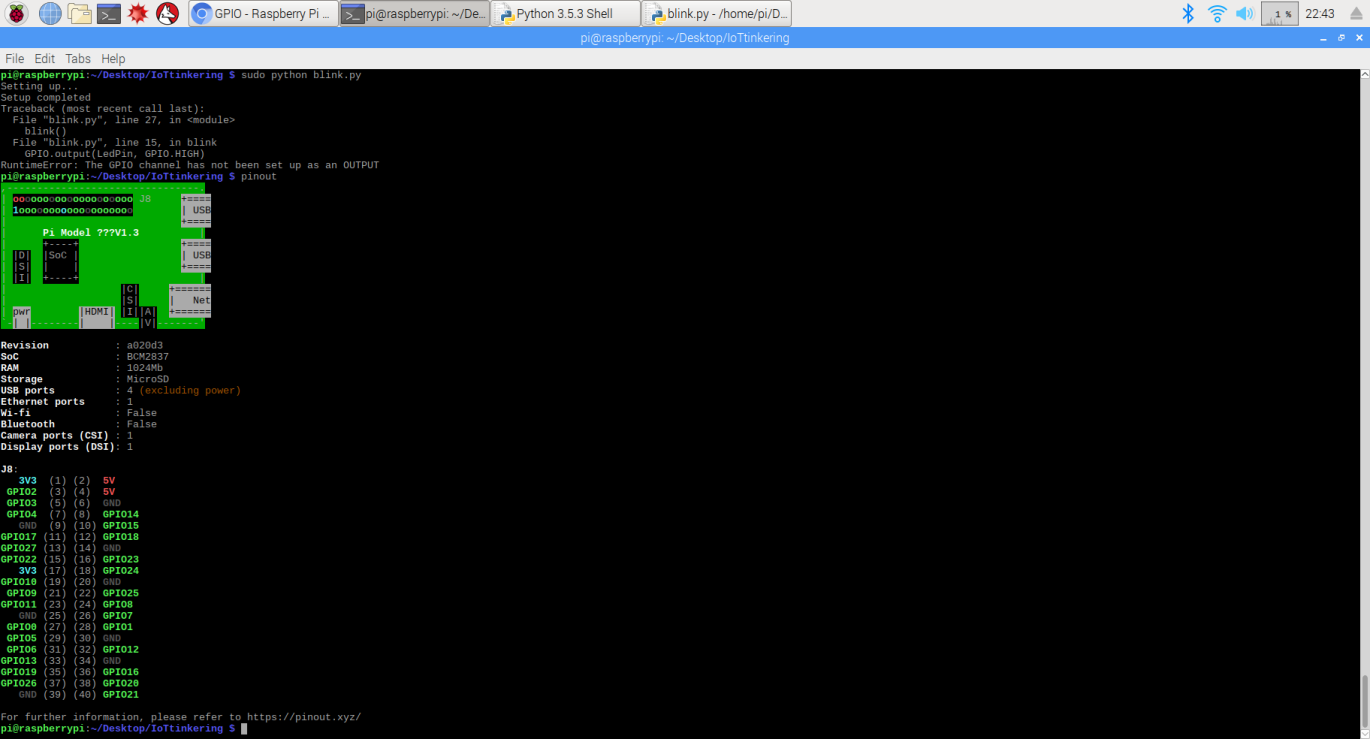 GPIO - Raspberry Pi ...
pi@raspberrypi: ~/De...
Python 3.5.3 Shell
blink.py - /home/pi/D...
1 %
22:43
pi@raspberrypi: ~/Desktop/IoTtinkering
File Edit Tabs Help
pi@raspberrypi:~/Desktop/IoTtinkering $ sudo python blink.py
Setting up...
Setup completed
Traceback (most recent call last):
  File "blink.py", line 27, in <module>
    blink()
  File "blink.py", line 15, in blink
    GPIO.output(LedPin, GPIO.HIGH)
RuntimeError: The GPIO channel has not been set up as an OUTPUT
pi@raspberrypi:~/Desktop/IoTtinkering $ pinout
,--------------------------------.
| oooooooooooooooooooo J8     +====
| 1ooooooooooooooooooo        | USB
|                             +====
|      Pi Model ???V1.3          |
|      +----+                 +====
| |D|  |SoC |                 | USB
| |S|  |    |                 +====
| |I|  +----+                    |
|                   |C|     +======
|                   |S|     |   Net
| pwr        |HDMI| |I||A|  +======
`-| |--------|    |----|V|-------'
Revision           : a020d3
SoC                : BCM2837
RAM                : 1024Mb
Storage            : MicroSD
USB ports          : 4 (excluding power)
Ethernet ports     : 1
Wi-fi              : False
Bluetooth          : False
Camera ports (CSI) : 1
Display ports (DSI): 1
J8:
   3V3  (1) (2)  5V
 GPIO2  (3) (4)  5V
 GPIO3  (5) (6)  GND
 GPIO4  (7) (8)  GPIO14
   GND  (9) (10) GPIO15
GPIO17 (11) (12) GPIO18
GPIO27 (13) (14) GND
GPIO22 (15) (16) GPIO23
   3V3 (17) (18) GPIO24
GPIO10 (19) (20) GND
 GPIO9 (21) (22) GPIO25
GPIO11 (23) (24) GPIO8
   GND (25) (26) GPIO7
 GPIO0 (27) (28) GPIO1
 GPIO5 (29) (30) GND
 GPIO6 (31) (32) GPIO12
GPIO13 (33) (34) GND
GPIO19 (35) (36) GPIO16
GPIO26 (37) (38) GPIO20
   GND (39) (40) GPIO21
For further information, please refer to https://pinout.xyz/
pi@raspberrypi:~/Desktop/IoTtinkering $